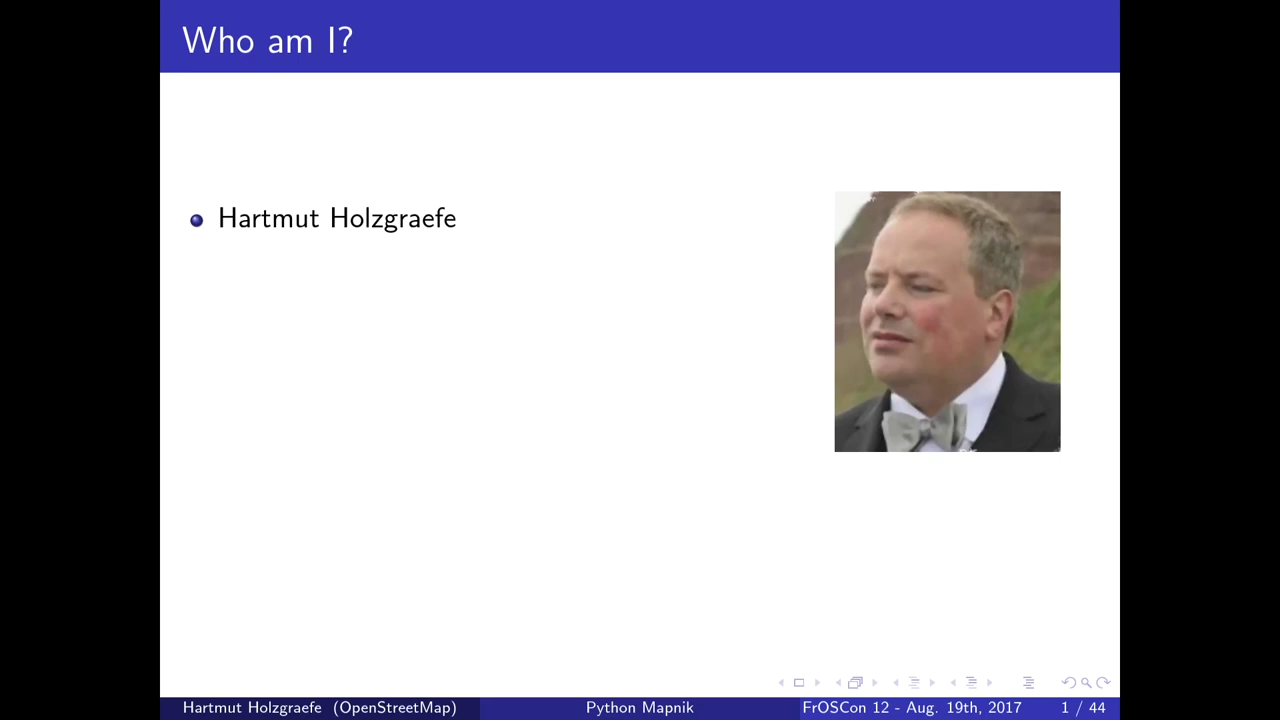 Who am I?
Hartmut Holzgraefe
Hartmut Holzgraefe (OpenStreetMap)
Python Mapnik
FrOSCon 12 - Aug. 19th, 2017
1 / 44